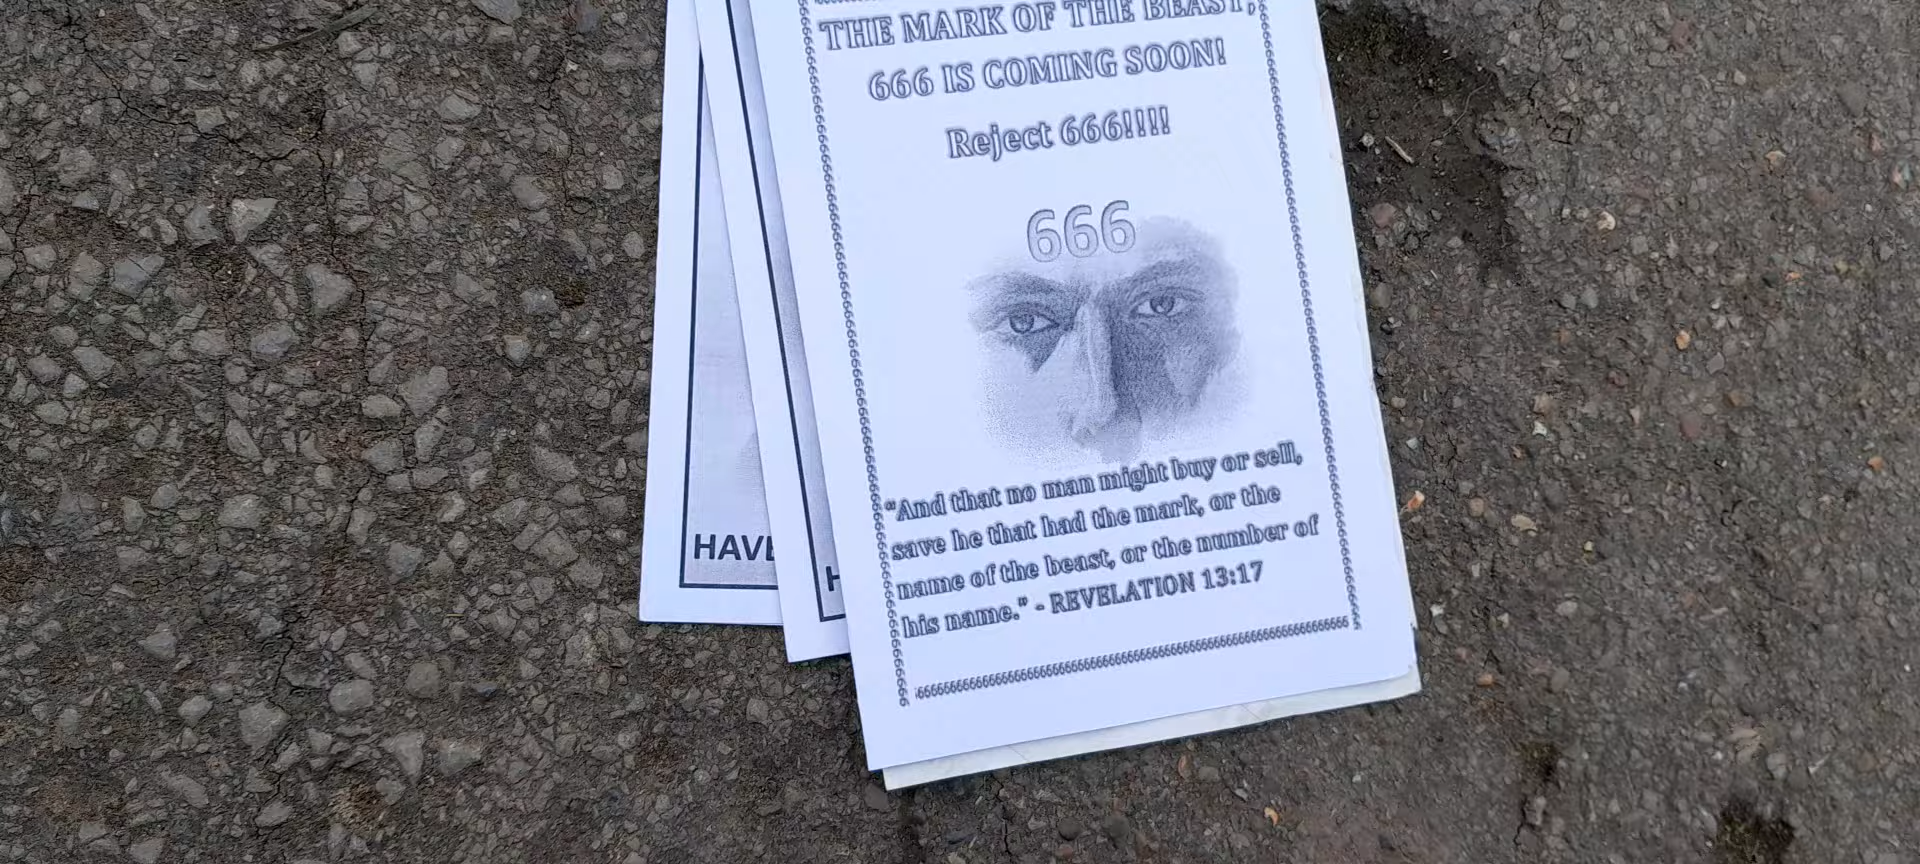 THE MARK OF THE BEAST,
666 IS COMING SOON!
Reject 666!!!!
666
"And that no man might buy or sell,
save he that had the mark, or the
name of the beast, or the number of
his name." - REVELATION 13:17
HAVE
H